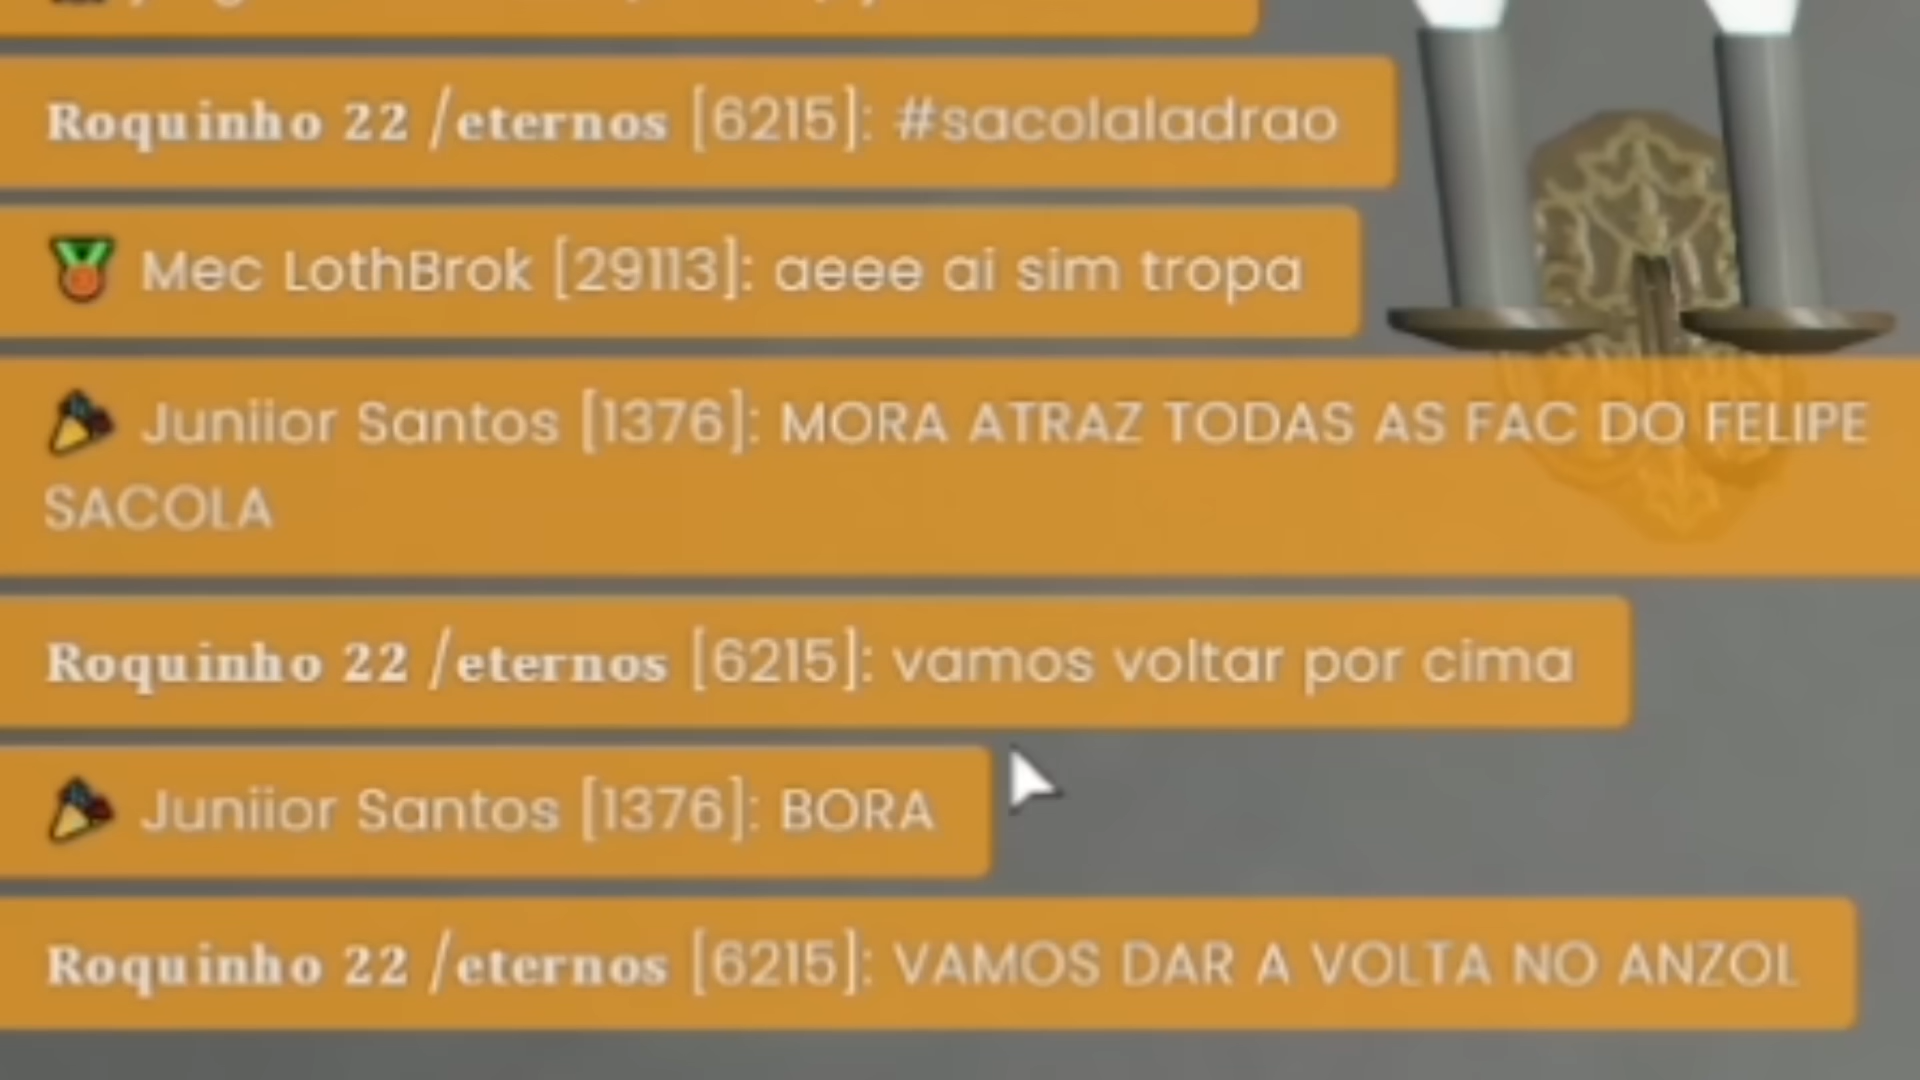 Roquinho 22 /eternos [6215]: #sacolaladrao
Mec LothBrok [29113]: aeee ai sim tropa
Juniior Santos [1376]: MORA ATRAZ TODAS AS FAC DO FELIPE
SACOLA
Roquinho 22 /eternos [6215]: vamos voltar por cima
Juniior Santos [1376]: BORA
Roquinho 22 /eternos [6215]: VAMOS DAR A VOLTA NO ANZOL